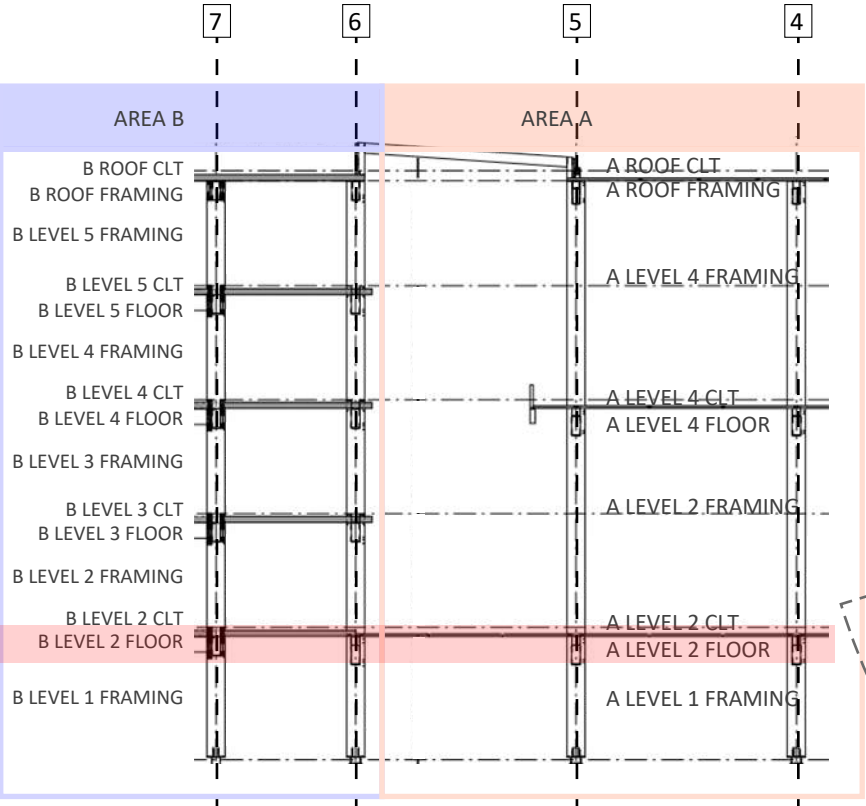 7
6
5
4
AREA B
AREA A
B ROOF CLT
B ROOF FRAMING
B LEVEL 5 FRAMING
B LEVEL 5 CLT
B LEVEL 5 FLOOR
B LEVEL 4 FRAMING
B LEVEL 4 CLT
B LEVEL 4 FLOOR
B LEVEL 3 FRAMING
B LEVEL 3 CLT
B LEVEL 3 FLOOR
B LEVEL 2 FRAMING
B LEVEL 2 CLT
B LEVEL 2 FLOOR
B LEVEL 1 FRAMING
A ROOF CLT
A ROOF FRAMING
A LEVEL 4 FRAMING
A LEVEL 4 CLT
A LEVEL 4 FLOOR
A LEVEL 2 FRAMING
A LEVEL 2 CLT
A LEVEL 2 FLOOR
A LEVEL 1 FRAMING